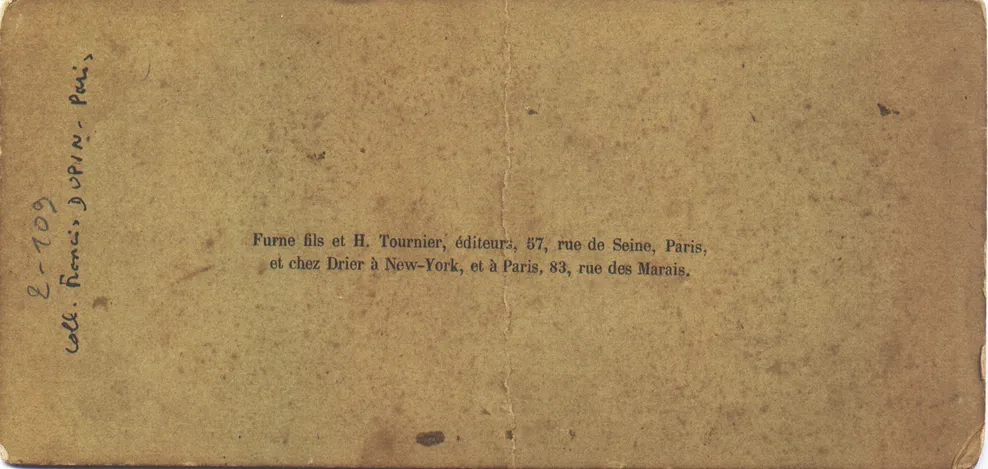 Furne fils et H. Tournier, éditeurs, 57, rue de Seine, Paris,
et chez Drier à New-York, et à Paris, 83, rue des Marais.
2-109
coll. Francis DUPIN - Paris